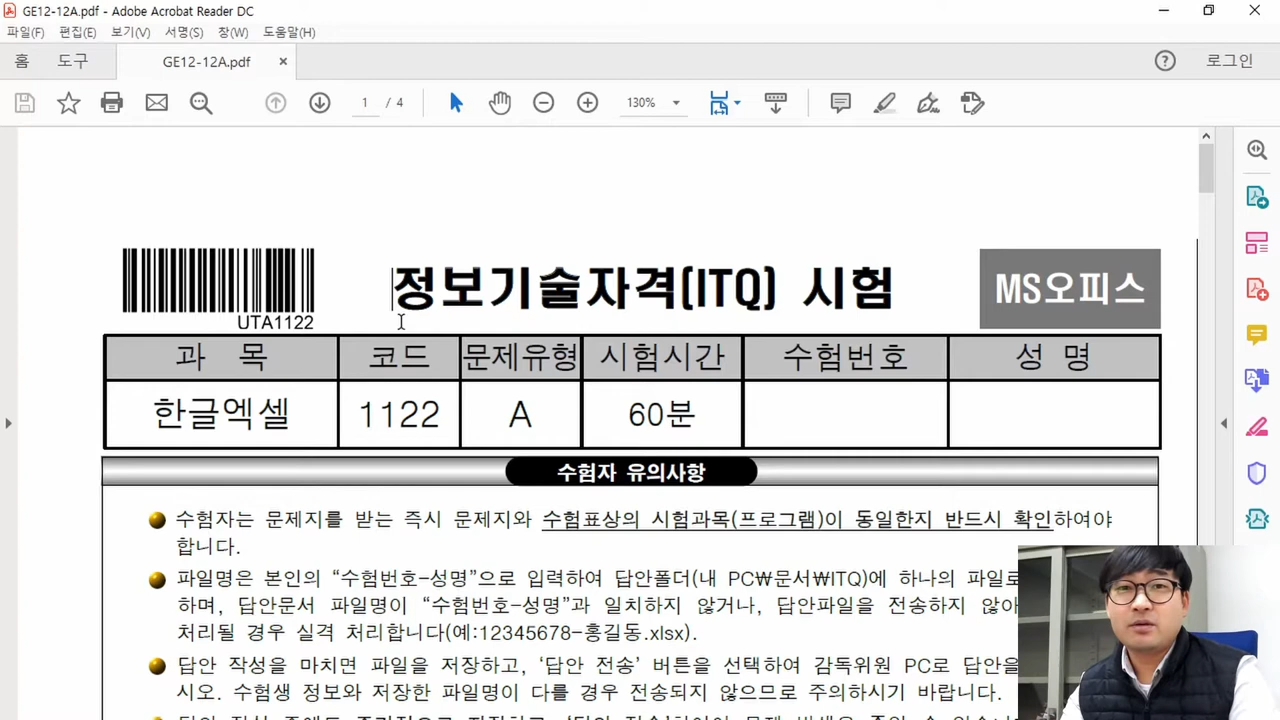 GE12-12A.pdf - Adobe Acrobat Reader DC
파일(F) 편집(E) 보기(V) 서명(S) 창(W) 도움말(H)
홈 도구 GE12-12A.pdf 로그인
1 / 4 130%
UTA1122
정보기술자격(ITQ) 시험
MS오피스
과 목 코드 문제유형 시험시간 수험번호 성 명
한글엑셀 1122 A 60분
수험자 유의사항
수험자는 문제지를 받는 즉시 문제지와 수험표상의 시험과목(프로그램)이 동일한지 반드시 확인하여야
합니다.
파일명은 본인의 “수험번호-성명”으로 입력하여 답안폴더(내 PC₩문서₩ITQ)에 하나의 파일로
하며, 답안문서 파일명이 “수험번호-성명”과 일치하지 않거나, 답안파일을 전송하지 않아
처리될 경우 실격 처리합니다(예:12345678-홍길동.xlsx).
답안 작성을 마치면 파일을 저장하고, ‘답안 전송’ 버튼을 선택하여 감독위원 PC로 답안을
시오. 수험생 정보와 저장한 파일명이 다를 경우 전송되지 않으므로 주의하시기 바랍니다.